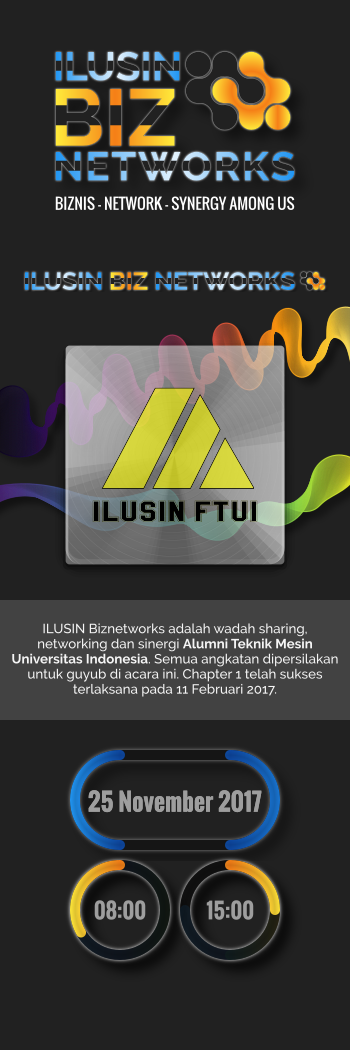 ILUSIN
BIZ
NETWORKS
BIZNIS - NETWORK - SYNERGY AMONG US
ILUSIN BIZ NETWORKS
ILUSIN FTUI
ILUSIN Biznetworks adalah wadah sharing,
networking dan sinergi Alumni Teknik Mesin
Universitas Indonesia. Semua angkatan dipersilakan
untuk guyub di acara ini. Chapter 1 telah sukses
terlaksana pada 11 Februari 2017.
25 November 2017
08:00 15:00